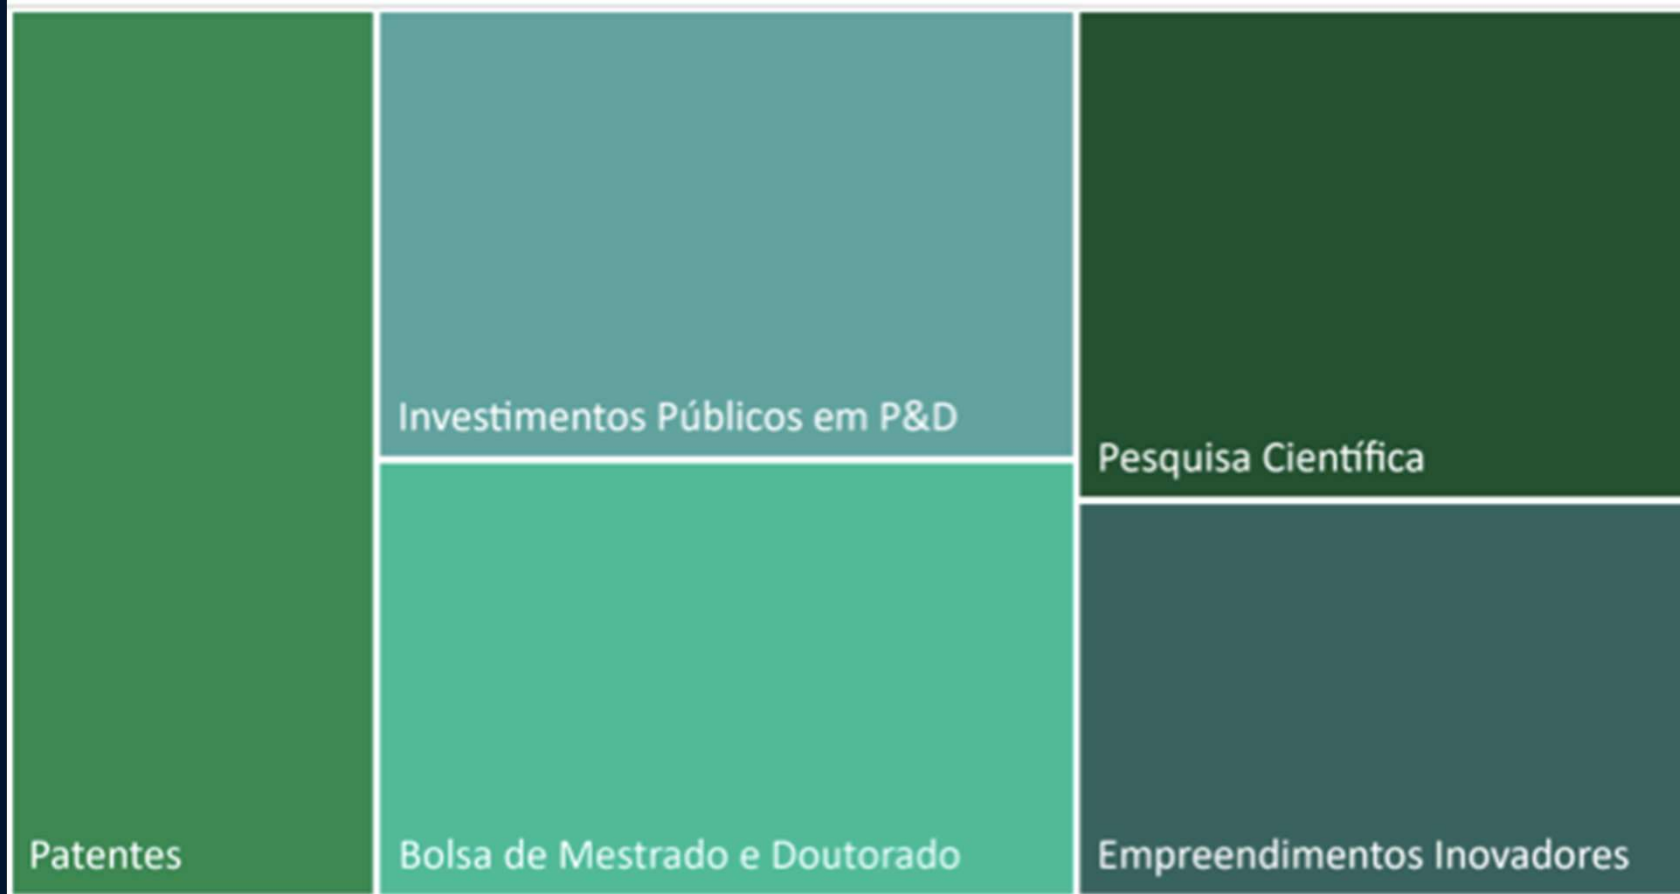 Patentes
Investimentos Públicos em P&D
Bolsa de Mestrado e Doutorado
Pesquisa Científica
Empreendimentos Inovadores